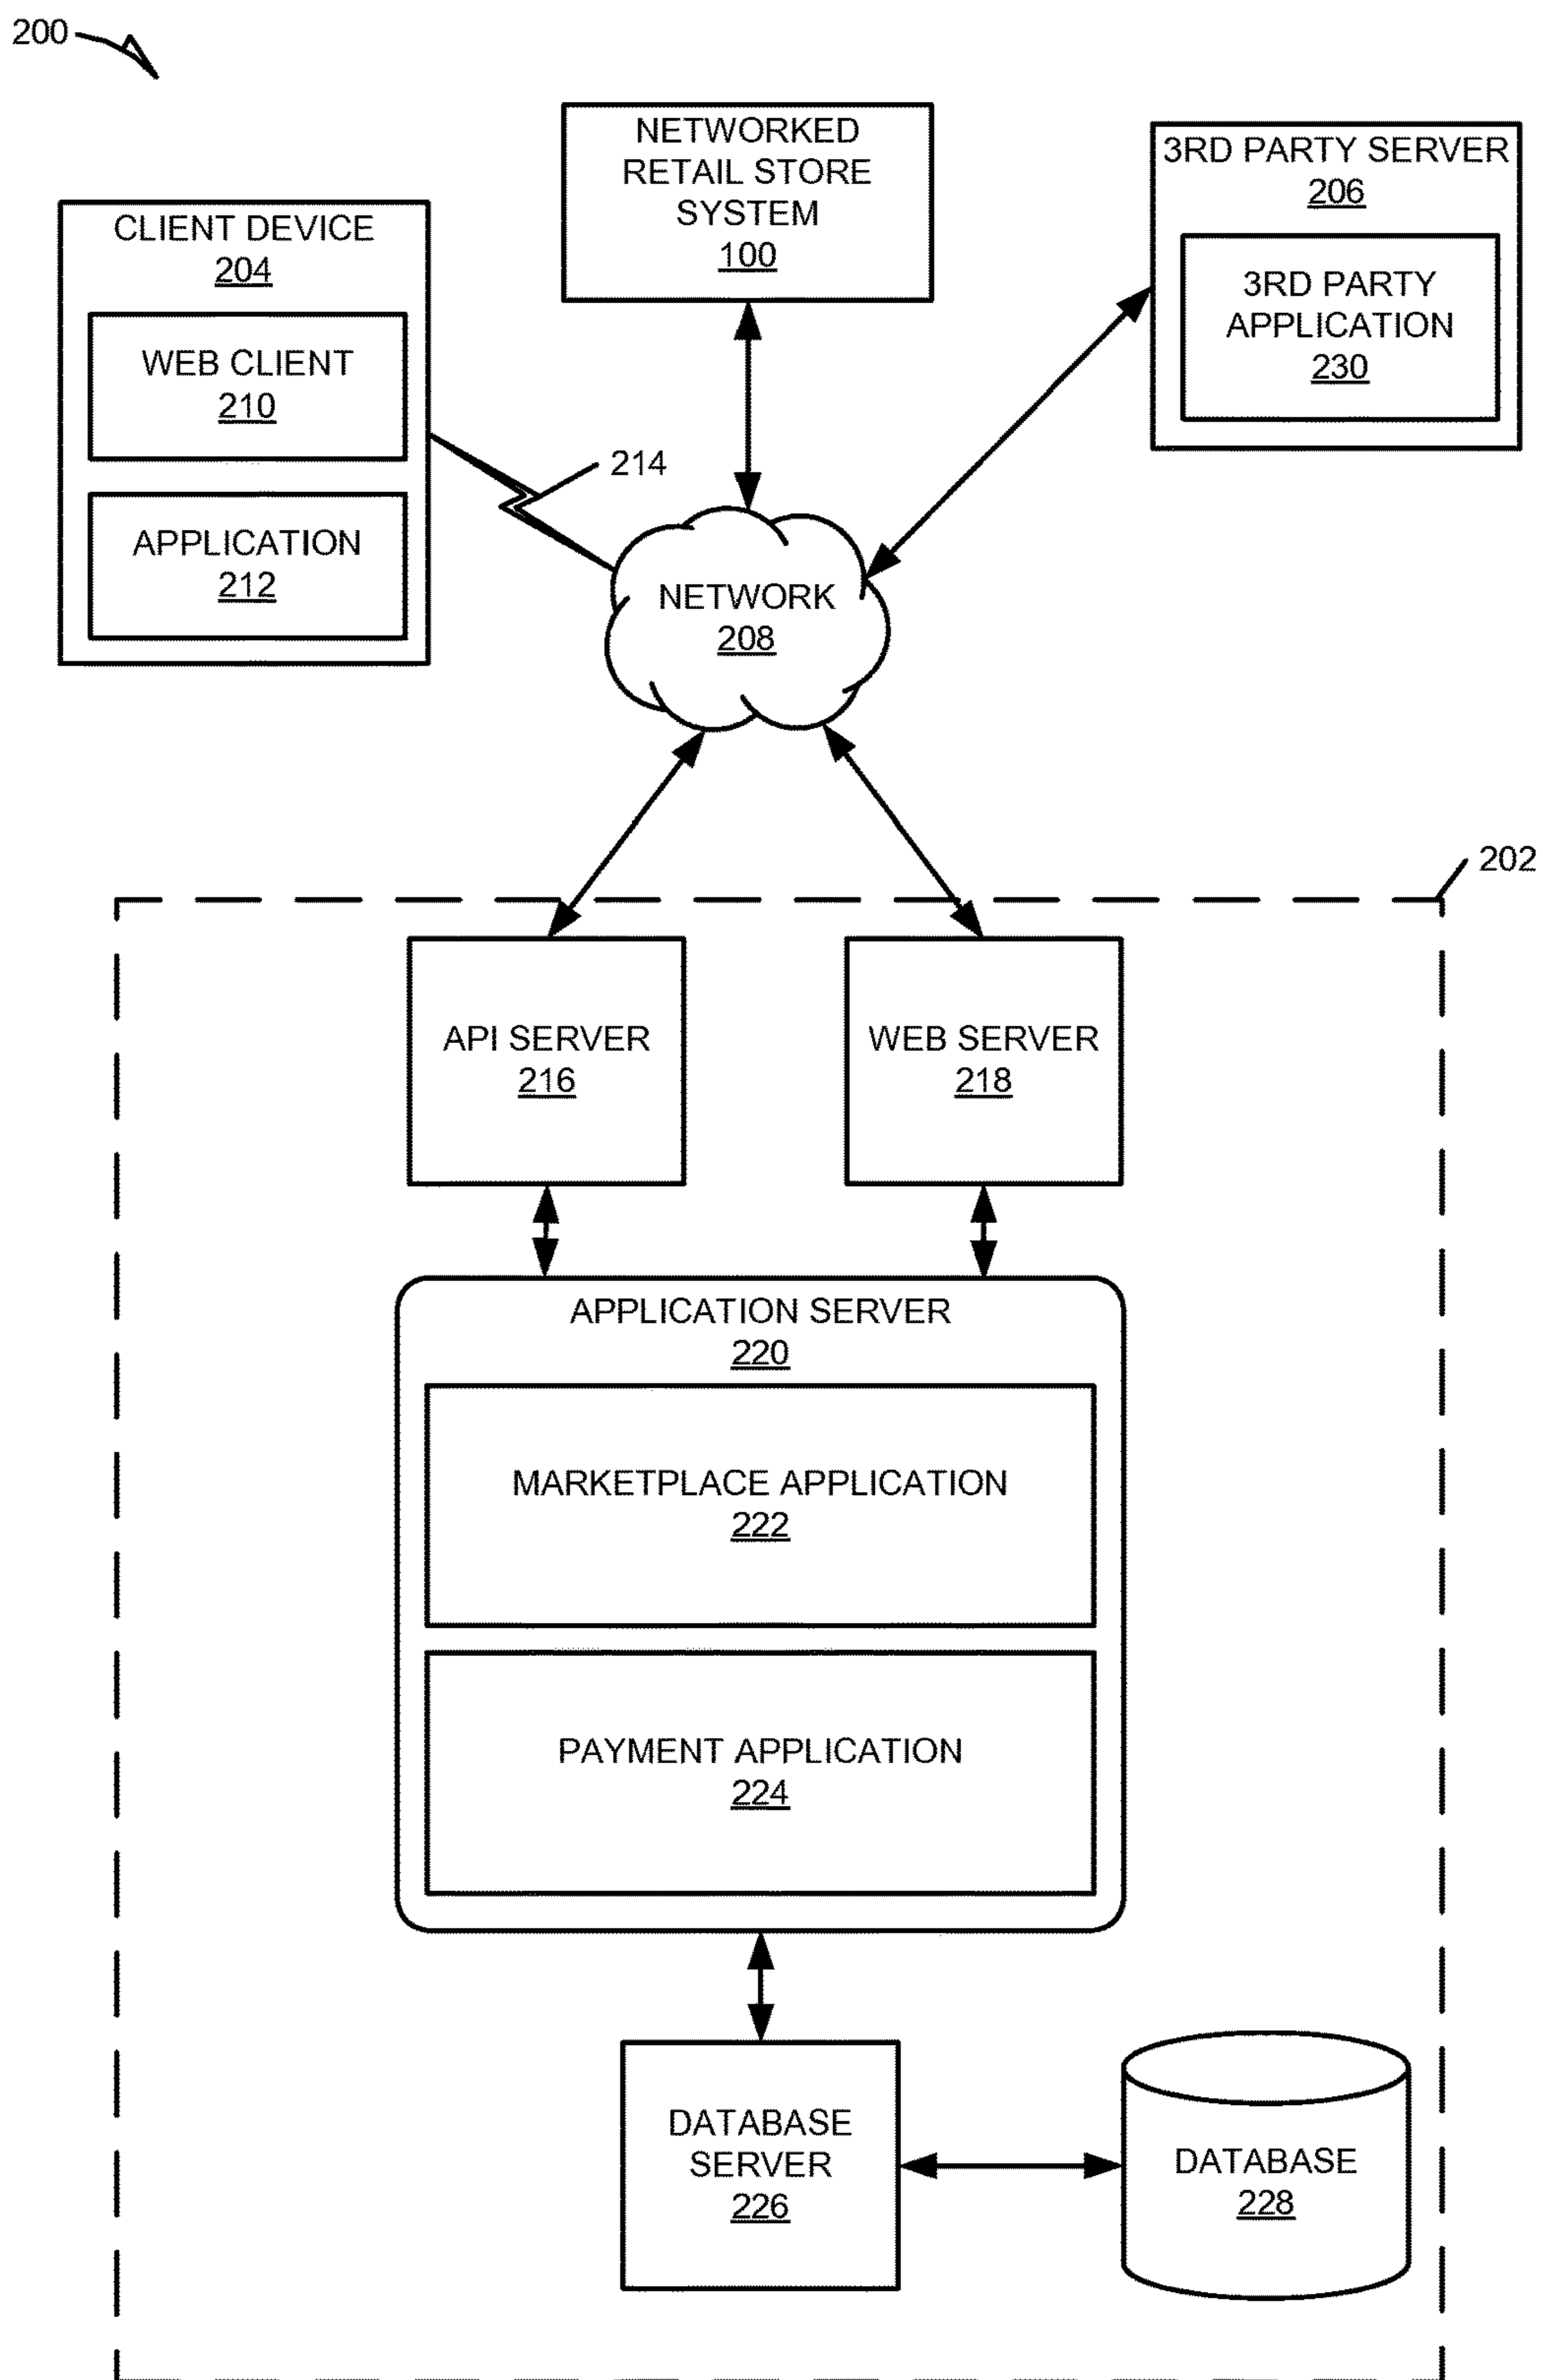 200
NETWORKED
RETAIL STORE
SYSTEM
100
3RD PARTY SERVER
206
3RD PARTY
APPLICATION
230
CLIENT DEVICE
204
WEB CLIENT
210
APPLICATION
212
214
NETWORK
208
202
API SERVER
216
WEB SERVER
218
APPLICATION SERVER
220
MARKETPLACE APPLICATION
222
PAYMENT APPLICATION
224
DATABASE
SERVER
226
DATABASE
228